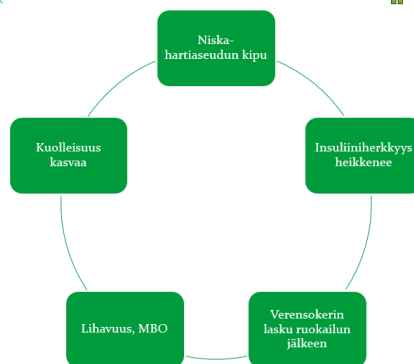 Niska-
hartiaseudun kipu
Insuliiniherkkyys
heikkenee
Verensokerin
lasku ruokailun
jälkeen
Lihavuus, MBO
Kuolleisuus
kasvaa